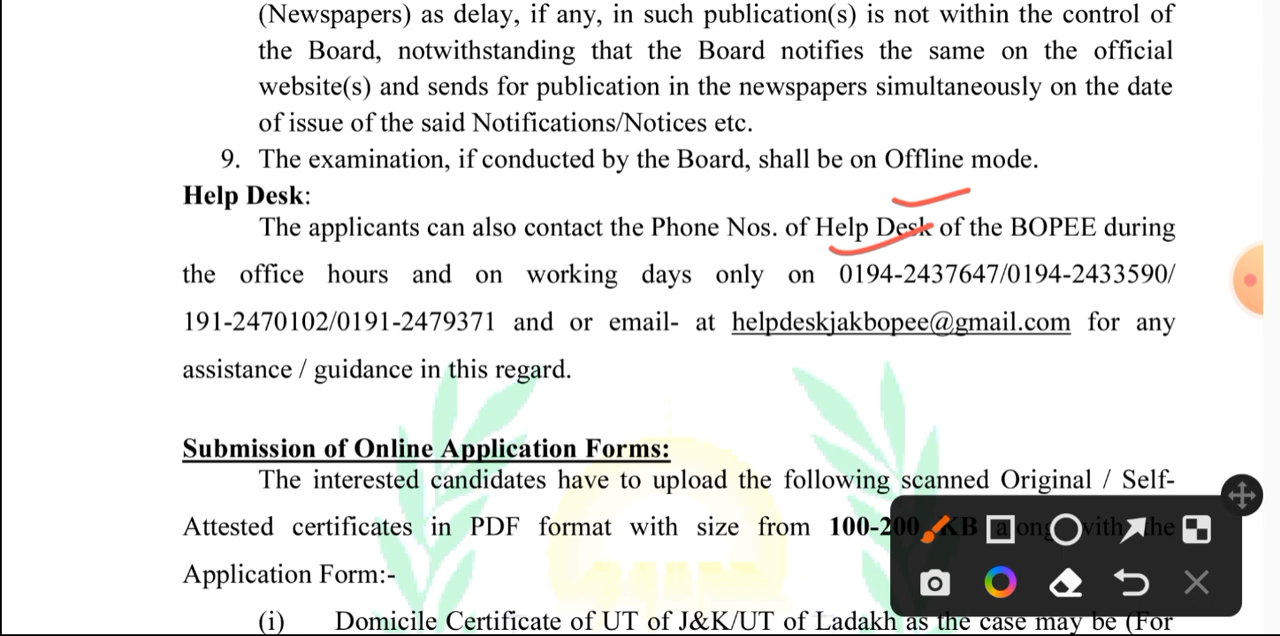 (Newspapers) as delay, if any, in such publication(s) is not within the control of
the Board, notwithstanding that the Board notifies the same on the official
website(s) and sends for publication in the newspapers simultaneously on the date
of issue of the said Notifications/Notices etc.
9. The examination, if conducted by the Board, shall be on Offline mode.
Help Desk:
The applicants can also contact the Phone Nos. of Help Desk of the BOPEE during
the office hours and on working days only on 0194-2437647/0194-2433590/
191-2470102/0191-2479371 and or email- at helpdeskjakbopee@gmail.com for any
assistance / guidance in this regard.
Submission of Online Application Forms:
The interested candidates have to upload the following scanned Original / Self-
Attested certificates in PDF format with size from 100-200 KB along with the
Application Form:-
(i) Domicile Certificate of UT of J&K/UT of Ladakh as the case may be (For